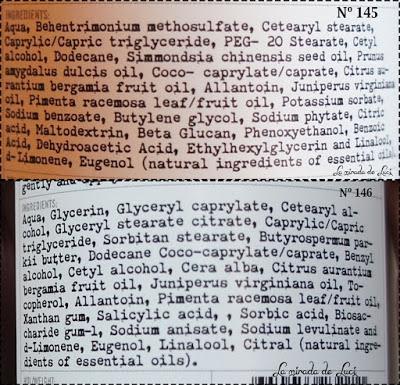 INGREDIENTS:
Nº 145
Aqua, Behentrimonium methosulfate, Cetearyl stearate,
Caprylic/Capric triglyceride, PEG- 20 Stearate, Cetyl
alcohol, Dodecane, Simmondsia chinensis seed oil, Prunus
amygdalus dulcis oil, Coco- caprylate/caprate, Citrus au-
rantium bergamia fruit oil, Allantoin, Juniperus virginiana
oil, Pimenta racemosa leaf/fruit oil, Potassium sorbate,
Sodium benzoate, Butylene glycol, Sodium phytate, Citric
acid, Maltodextrin, Beta Glucan, Phenoxyethanol, Benzoic
Acid, Dehydroacetic Acid, Ethylhexylglycerin and Linalool,
d-Limonene, Eugenol (natural ingredients of essential oils)
La mirada de Luci
gently and
Nº 146
INGREDIENTS:
Aqua, Glycerin, Glyceryl caprylate, Cetearyl al-
cohol, Glyceryl stearate citrate, Caprylic/Capric
triglyceride, Sorbitan stearate, Butyrospermum par-
kii butter, Dodecane Coco-caprylate/caprate, Benzyl
alcohol, Cetyl alcohol, Cera alba, Citrus aurantium
bergamia fruit oil, Juniperus virginiana oil, To-
copherol, Allantoin, Pimenta racemosa leaf/fruit oil,
Xanthan gum, Salicylic acid, , Sorbic acid, Biosac-
charide gum-1, Sodium anisate, Sodium levulinate and
d-Limonene, Eugenol, Linalool, Citral (natural ingre-
dients of essential oils).
La mirada de Luci